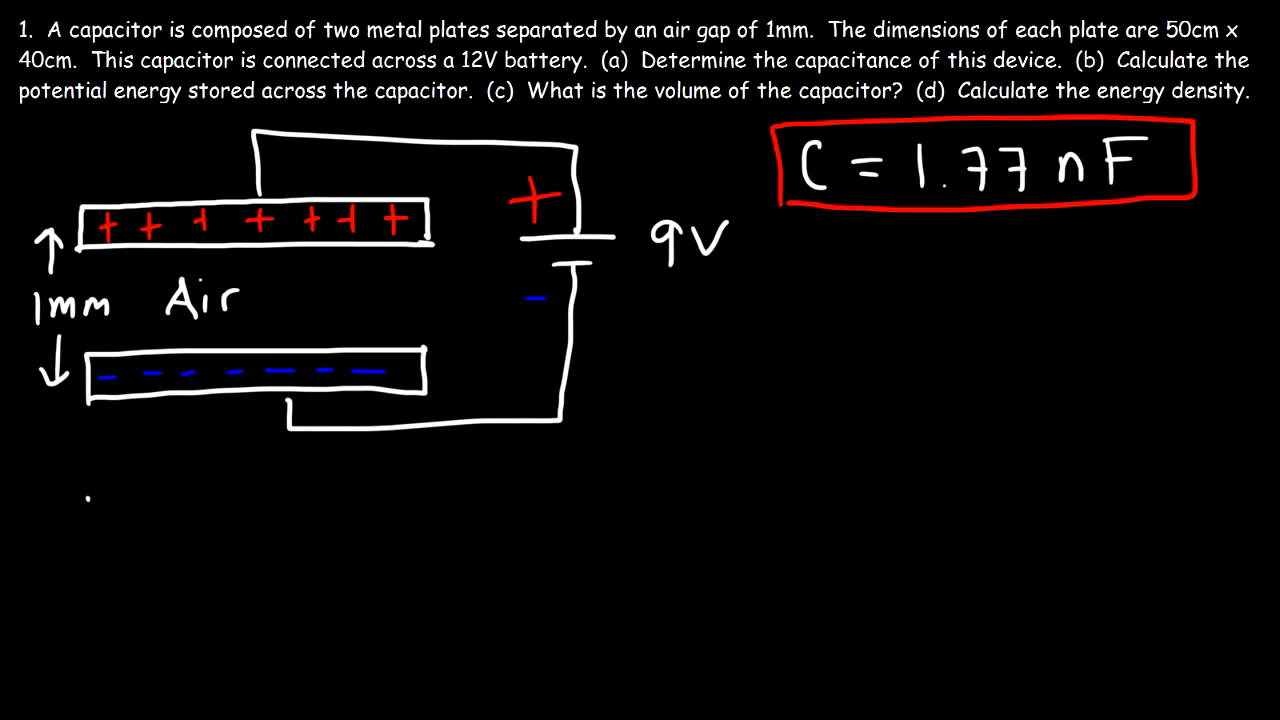 1. A capacitor is composed of two metal plates separated by an air gap of 1mm. The dimensions of each plate are 50cm x
40cm. This capacitor is connected across a 12V battery. (a) Determine the capacitance of this device. (b) Calculate the
potential energy stored across the capacitor. (c) What is the volume of the capacitor? (d) Calculate the energy density.
C = 1.77 nF
+ + + + + + +
+
9V
1mm Air
-
- - - - - - -